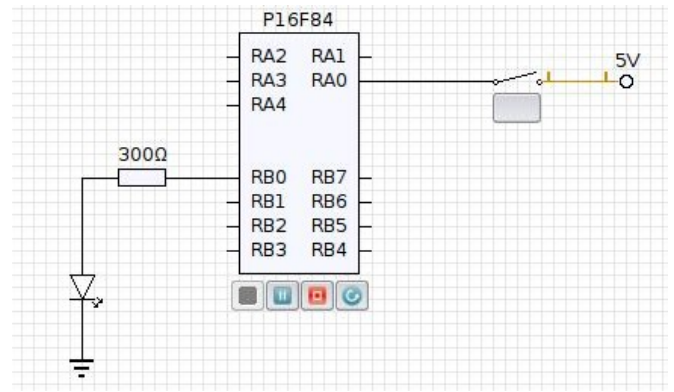 P16F84
RA2 RA1
5V
RA3 RA0
RA4
300Ω
RB0 RB7
RB1 RB6
RB2 RB5
RB3 RB4